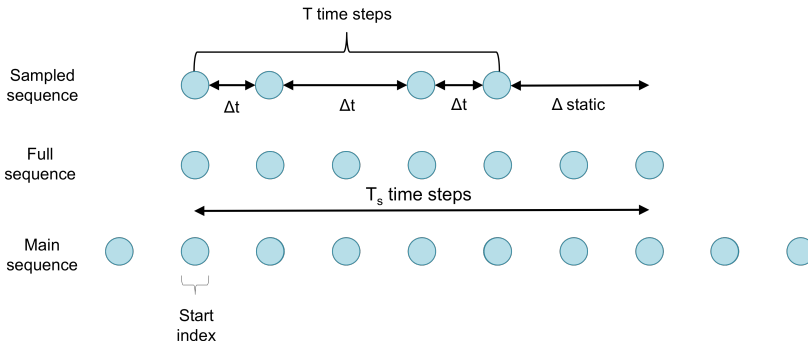 T time steps
Sampled
sequence
Δt
Δt
Δt
Δ static
Full
sequence
Tₛ time steps
Main
sequence
Start
index